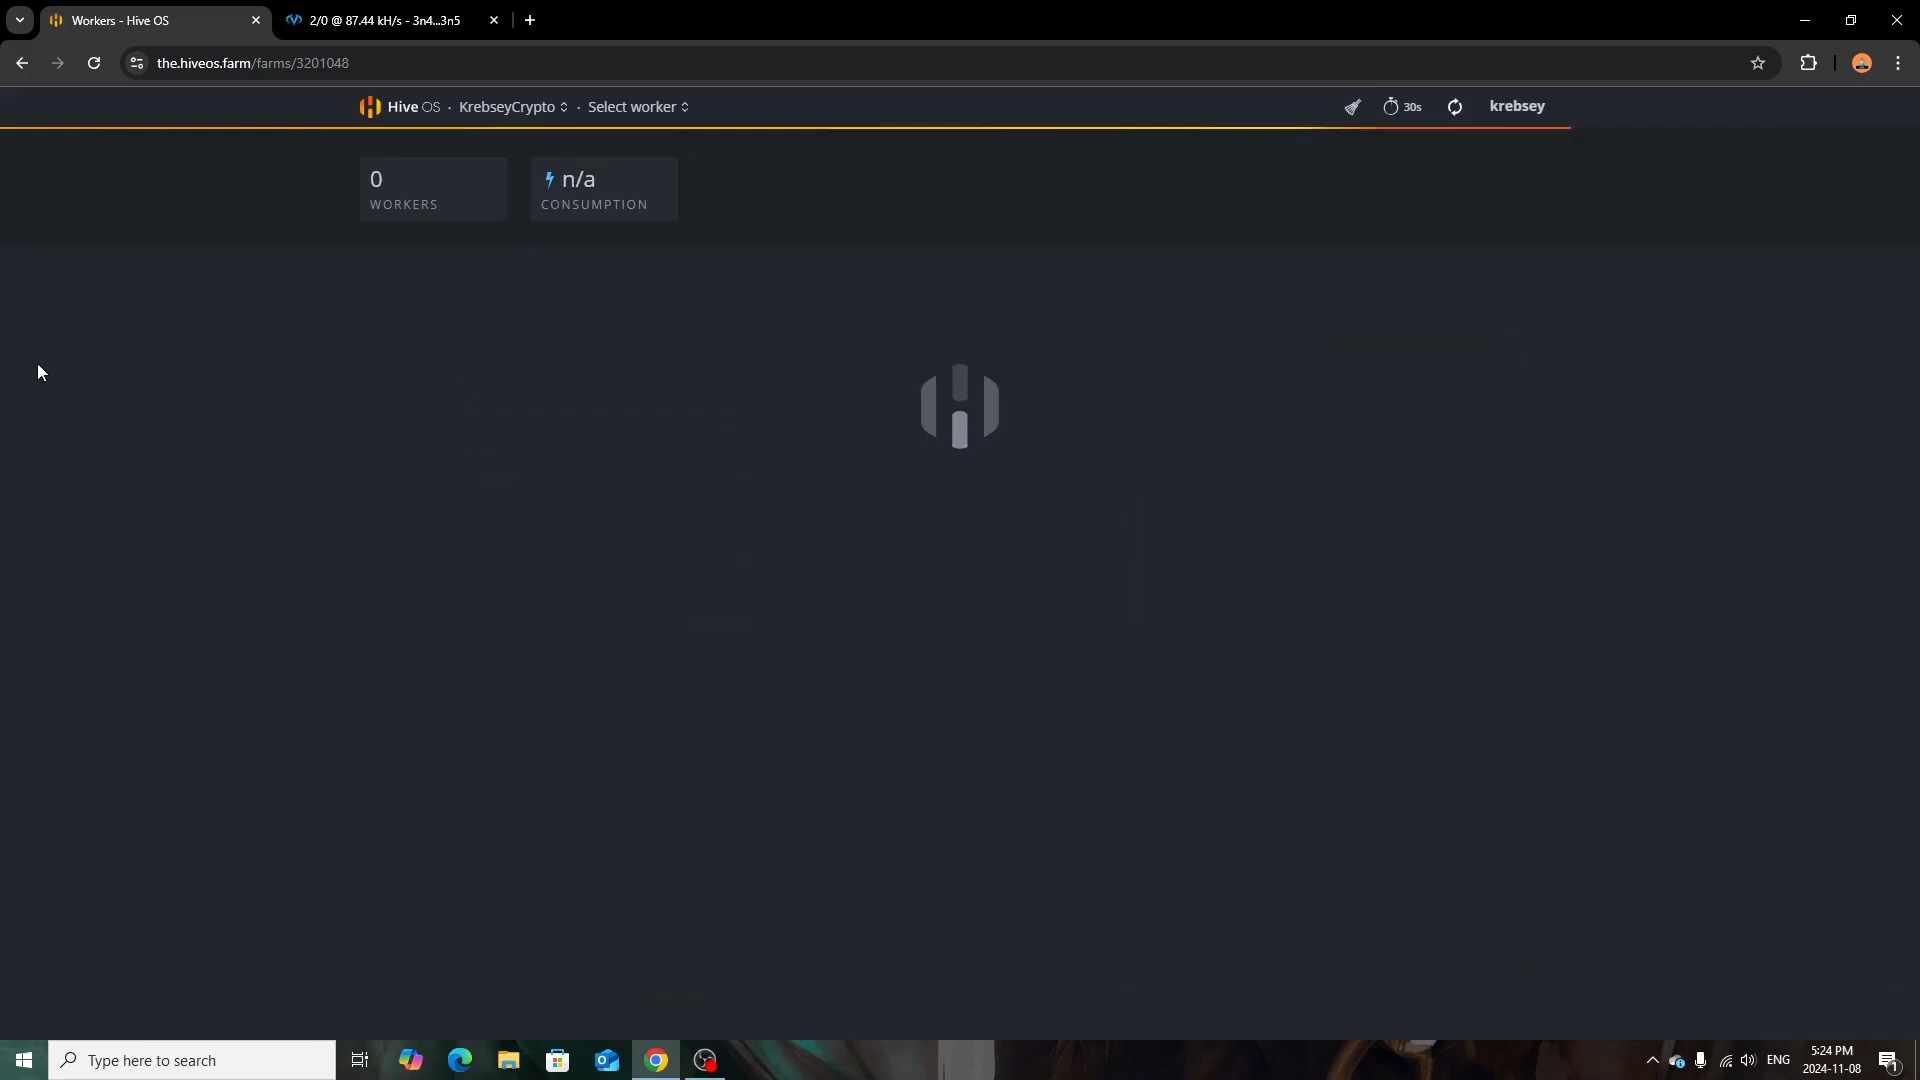 Workers - Hive OS
2/0 @ 87.44 kH/s - 3n4...3n5
the.hiveos.farm/farms/3201048
Hive OS · KrebseyCrypto · Select worker
30s
krebsey
0
WORKERS
n/a
CONSUMPTION
Type here to search
ENG
5:24 PM
2024-11-08
1